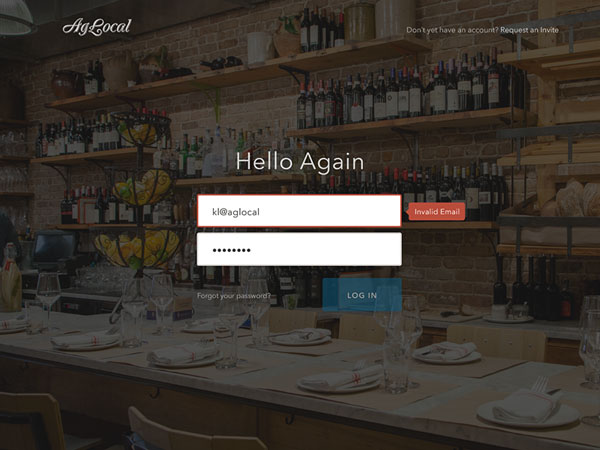 AgLocal
Don't yet have an account? Request an Invite
Hello Again
kl@aglocal
Invalid Email
••••••••
Forgot your password?
LOG IN